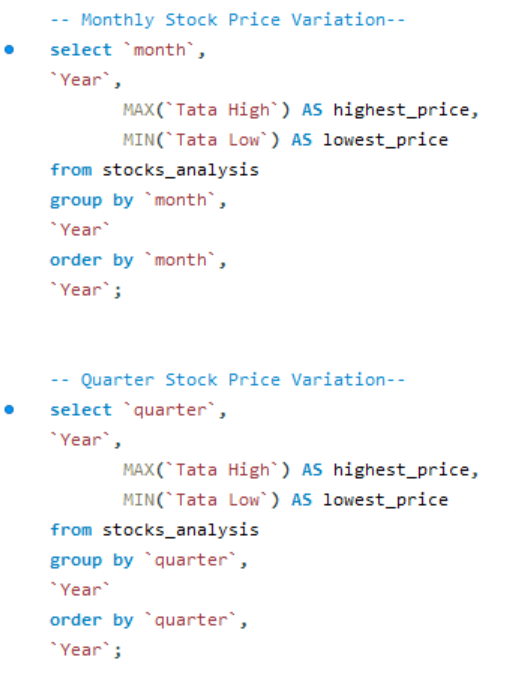 -- Monthly Stock Price Variation--
select `month`,
`Year`,
MAX(`Tata High`) AS highest_price,
MIN(`Tata Low`) AS lowest_price
from stocks_analysis
group by `month`,
`Year`
order by `month`,
`Year`;
-- Quarter Stock Price Variation--
select `quarter`,
`Year`,
MAX(`Tata High`) AS highest_price,
MIN(`Tata Low`) AS lowest_price
from stocks_analysis
group by `quarter`,
`Year`
order by `quarter`,
`Year`;